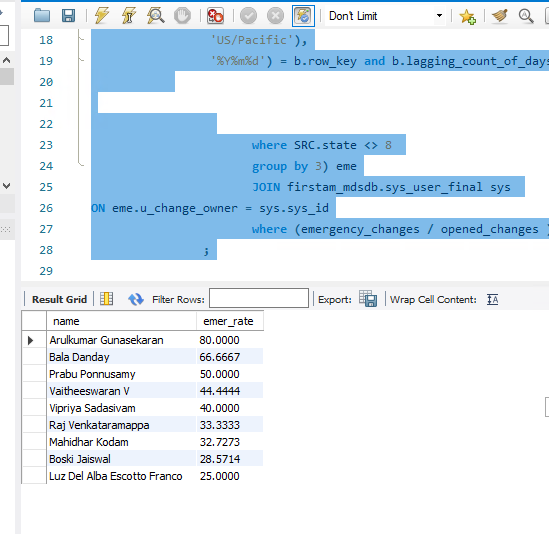 Don't Limit
18 'US/Pacific'),
19 '%Y%m%d') = b.row_key and b.lagging_count_of_days
20
21
22
23 where SRC.state <> 8
24 group by 3) eme
25 JOIN firstam_mdsdb.sys_user_final sys
26 ON eme.u_change_owner = sys.sys_id
27 where (emergency_changes / opened_changes )
28 ;
29
Result Grid Filter Rows: Export: Wrap Cell Content: IA
name emer_rate
Arulkumar Gunasekaran 80.0000
Bala Danday 66.6667
Prabu Ponnusamy 50.0000
Vaitheeswaran V 44.4444
Vipriya Sadasivam 40.0000
Raj Venkataramappa 33.3333
Mahidhar Kodam 32.7273
Boski Jaiswal 28.5714
Luz Del Alba Escotto Franco 25.0000